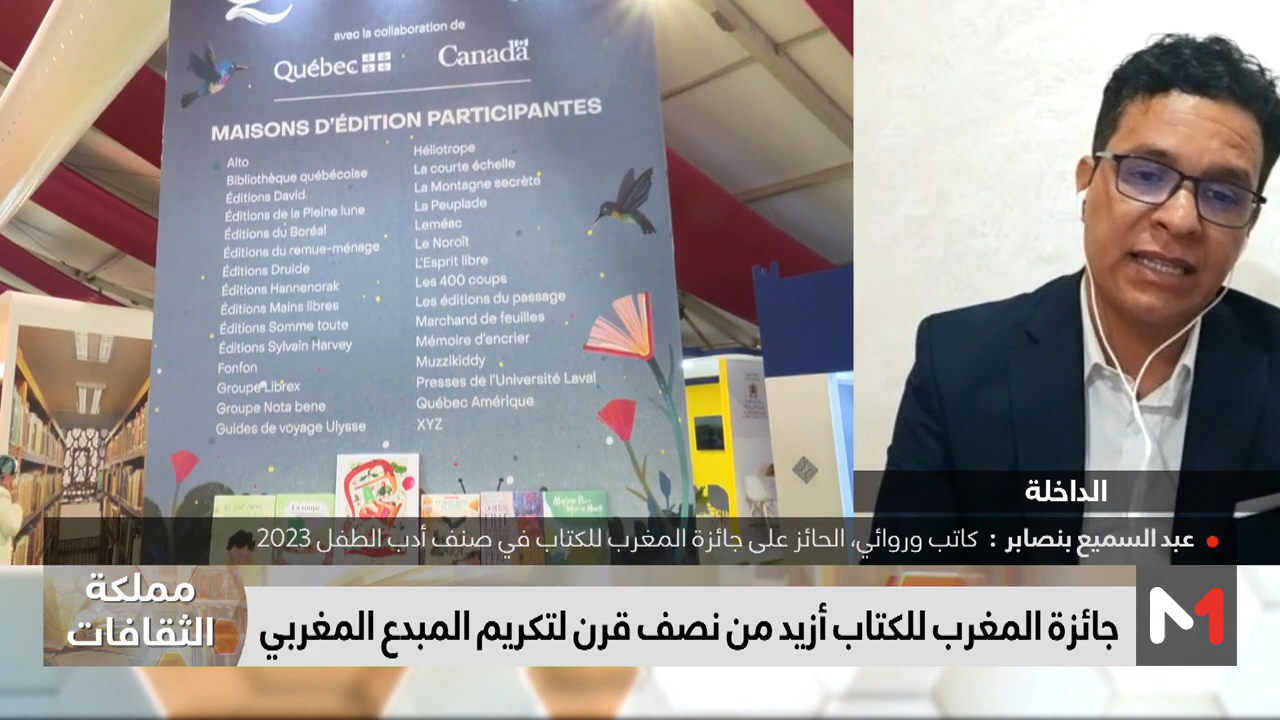 avec la collaboration de
Québec
Canada
MAISONS D'ÉDITION PARTICIPANTES
Alto
Bibliothèque québécoise
Éditions David
Éditions de la Pleine lune
Éditions du Boréal
Éditions du remue-ménage
Éditions Druide
Éditions Hannenorak
Éditions Mains libres
Éditions Somme toute
Éditions Sylvain Harvey
Fonfon
Groupe Librex
Groupe Nota bene
Guides de voyage Ulysse
Héliotrope
La courte échelle
La Montagne secrète
La Peuplade
Leméac
Le Noroît
L'Esprit libre
Les 400 coups
Les éditions du passage
Marchand de feuilles
Mémoire d'encrier
Muzzikiddy
Presses de l'Université Laval
Québec Amérique
XYZ
الداخلة
عبد السميع بنصابر : كاتب وروائي، الحائز على جائزة المغرب للكتاب في صنف أدب الطفل 2023
جائزة المغرب للكتاب أزيد من نصف قرن لتكريم المبدع المغربي
مملكة
الثقافات
M1